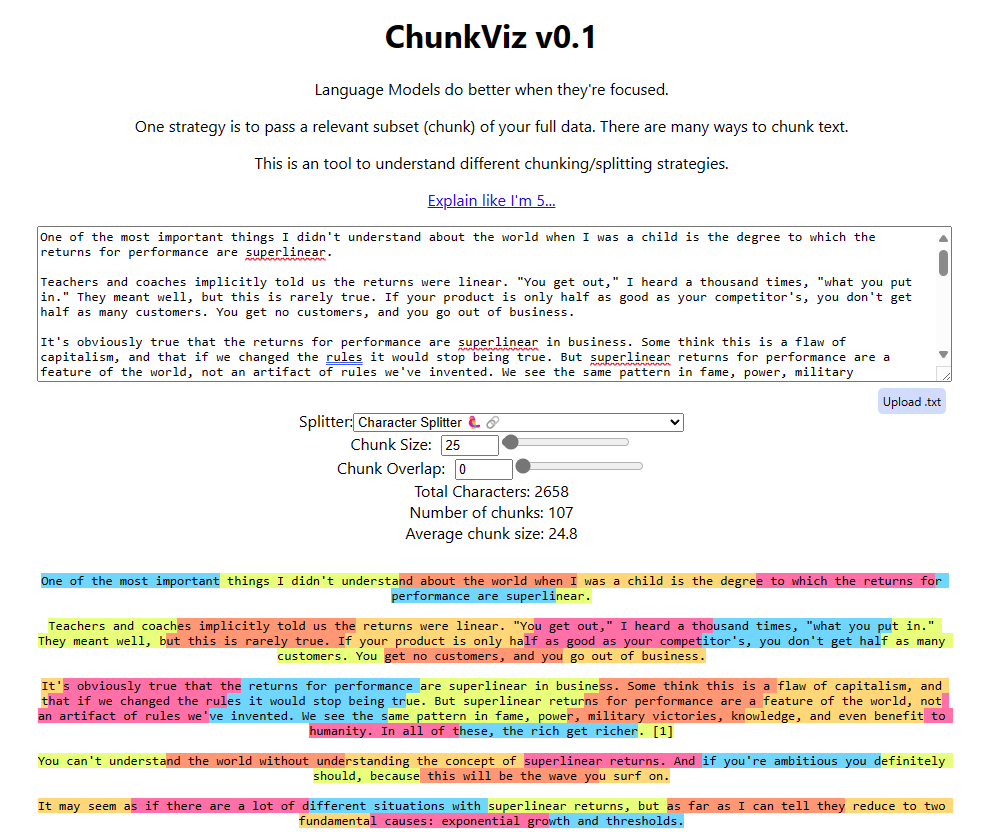 ChunkViz v0.1
Language Models do better when they're focused.
One strategy is to pass a relevant subset (chunk) of your full data. There are many ways to chunk text.
This is an tool to understand different chunking/splitting strategies.
Explain like I'm 5...
One of the most important things I didn't understand about the world when I was a child is the degree to which the
returns for performance are superlinear.
Teachers and coaches implicitly told us the returns were linear. "You get out," I heard a thousand times, "what you put
in." They meant well, but this is rarely true. If your product is only half as good as your competitor's, you don't get
half as many customers. You get no customers, and you go out of business.
It's obviously true that the returns for performance are superlinear in business. Some think this is a flaw of
capitalism, and that if we changed the rules it would stop being true. But superlinear returns for performance are a
feature of the world, not an artifact of rules we've invented. We see the same pattern in fame, power, military
Upload .txt
Splitter: Character Splitter 🦜 🔗
Chunk Size: 25
Chunk Overlap: 0
Total Characters: 2658
Number of chunks: 107
Average chunk size: 24.8
One of the most important things I didn't understand about the world when I was a child is the degree to which the returns for
performance are superlinear.
Teachers and coaches implicitly told us the returns were linear. "You get out," I heard a thousand times, "what you put in."
They meant well, but this is rarely true. If your product is only half as good as your competitor's, you don't get half as many
customers. You get no customers, and you go out of business.
It's obviously true that the returns for performance are superlinear in business. Some think this is a flaw of capitalism, and
that if we changed the rules it would stop being true. But superlinear returns for performance are a feature of the world, not
an artifact of rules we've invented. We see the same pattern in fame, power, military victories, knowledge, and even benefit to
humanity. In all of these, the rich get richer. [1]
You can't understand the world without understanding the concept of superlinear returns. And if you're ambitious you definitely
should, because this will be the wave you surf on.
It may seem as if there are a lot of different situations with superlinear returns, but as far as I can tell they reduce to two
fundamental causes: exponential growth and thresholds.